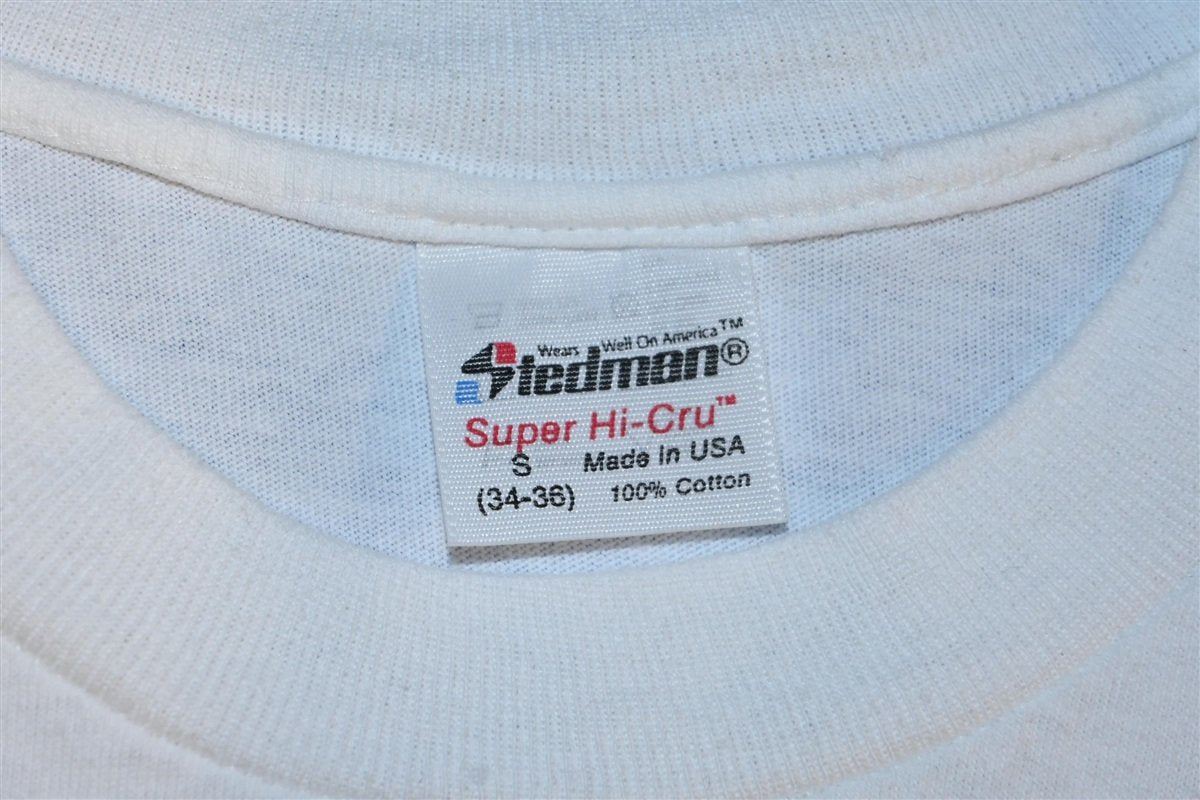 Wears Well On America™
Stedman®
Super Hi-Cru™
S Made in USA
(34-36) 100% Cotton